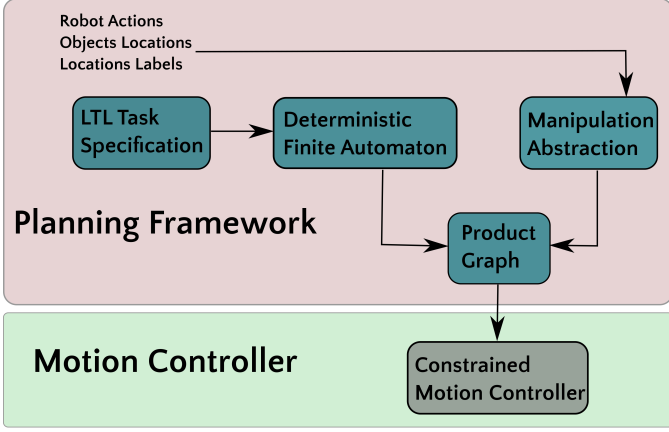 Robot Actions
Objects Locations
Locations Labels
LTL Task
Specification
Deterministic
Finite Automaton
Manipulation
Abstraction
Planning Framework
Product
Graph
Motion Controller
Constrained
Motion Controller